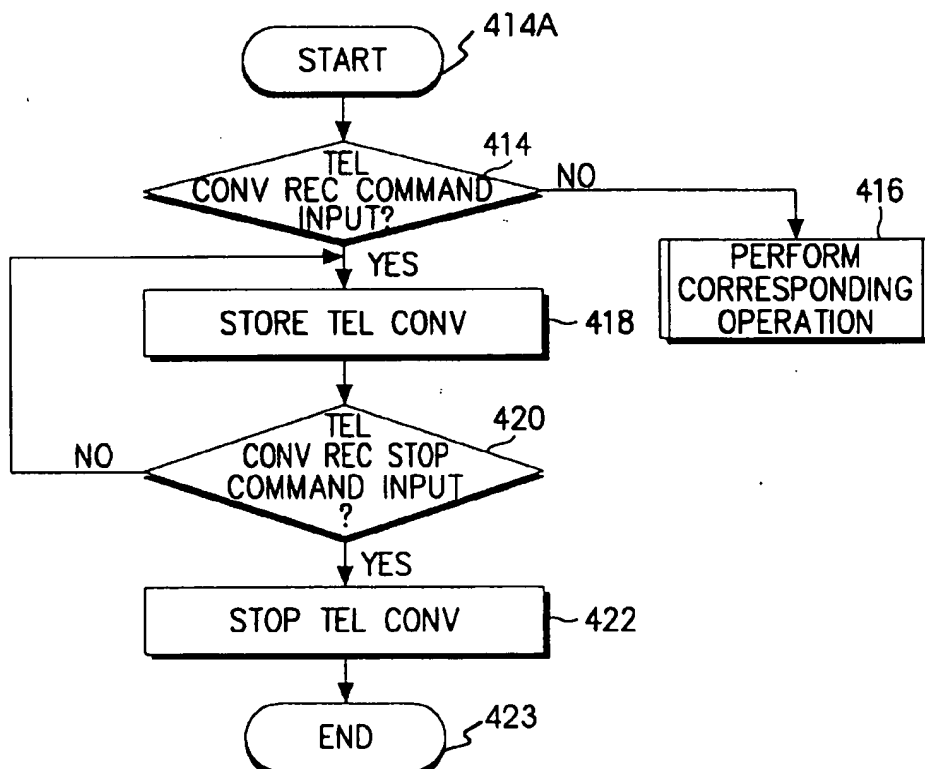 START
414A
TEL
CONV REC COMMAND
INPUT?
414
NO
416
PERFORM
CORRESPONDING
OPERATION
YES
STORE TEL CONV
418
TEL
CONV REC STOP
COMMAND INPUT
?
420
NO
YES
STOP TEL CONV
422
END
423